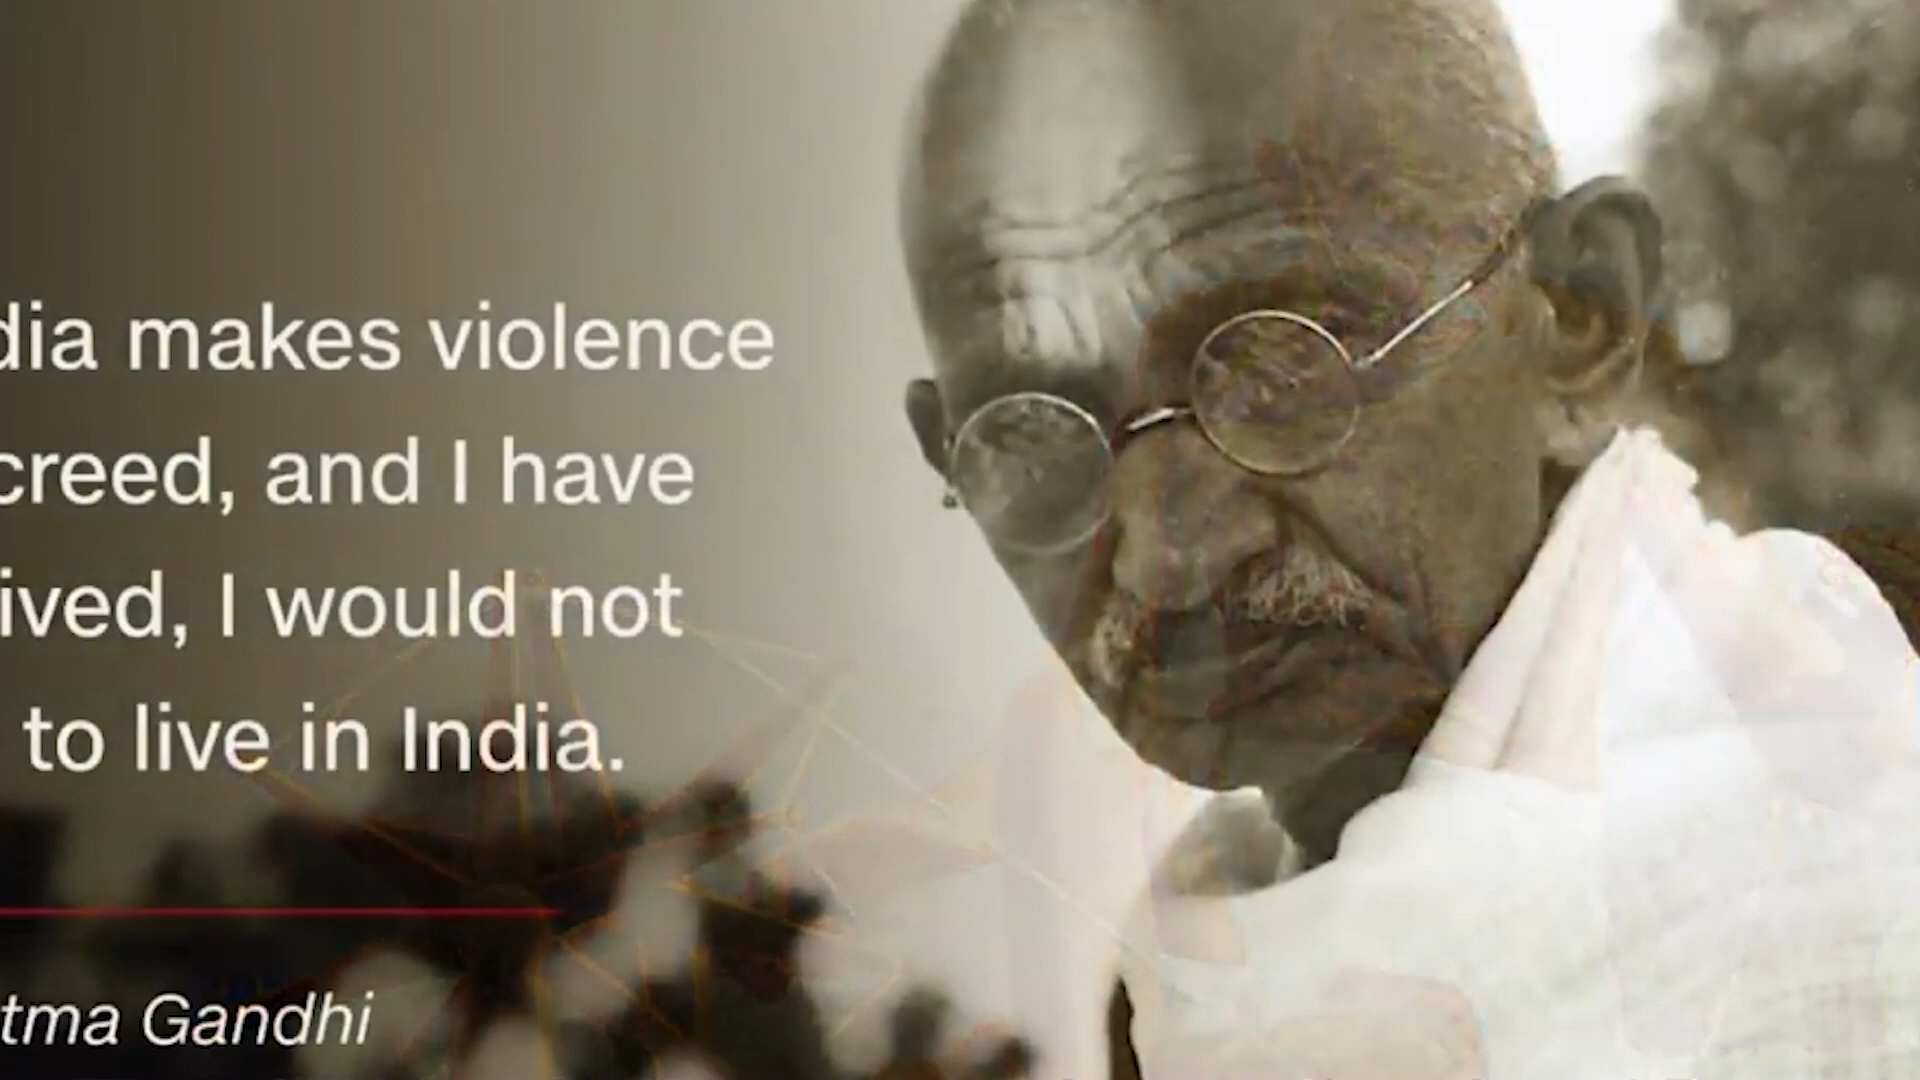 dia makes violence
creed, and I have
ived, I would not
to live in India.
tma Gandhi